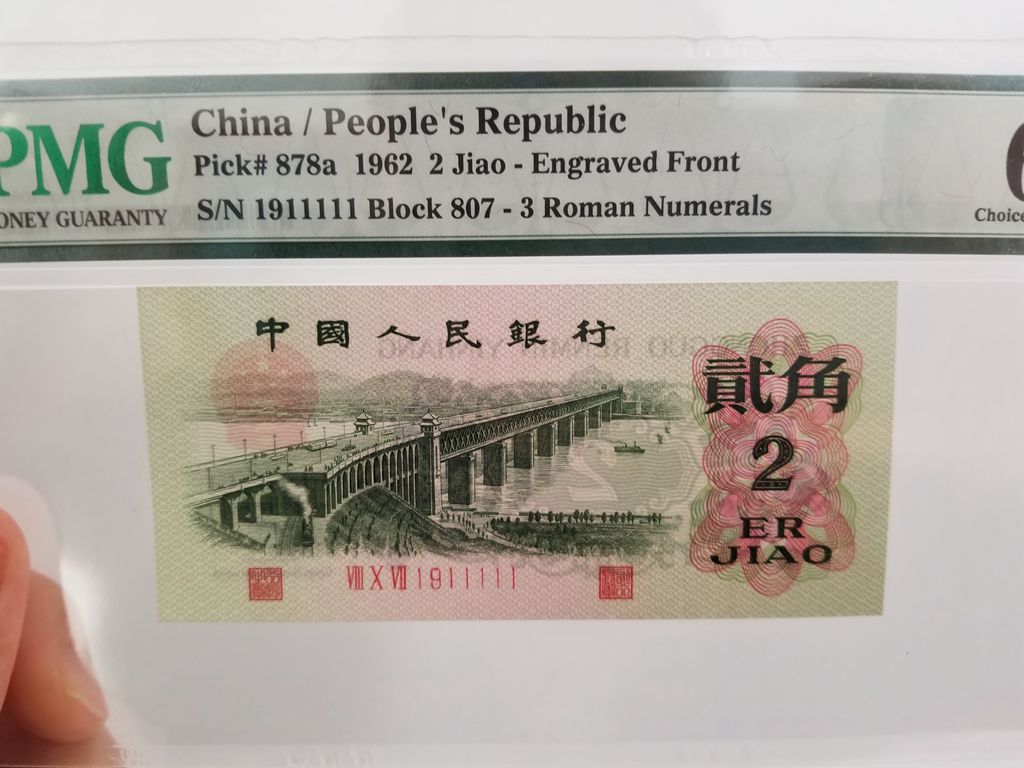 PMG
ONEY GUARANTY
China / People's Republic
Pick# 878a 1962 2 Jiao - Engraved Front
S/N 1911111 Block 807 - 3 Roman Numerals
6
Choice
中國人民銀行
貳角
2
ER
JIAO
VIII X VII 1911111